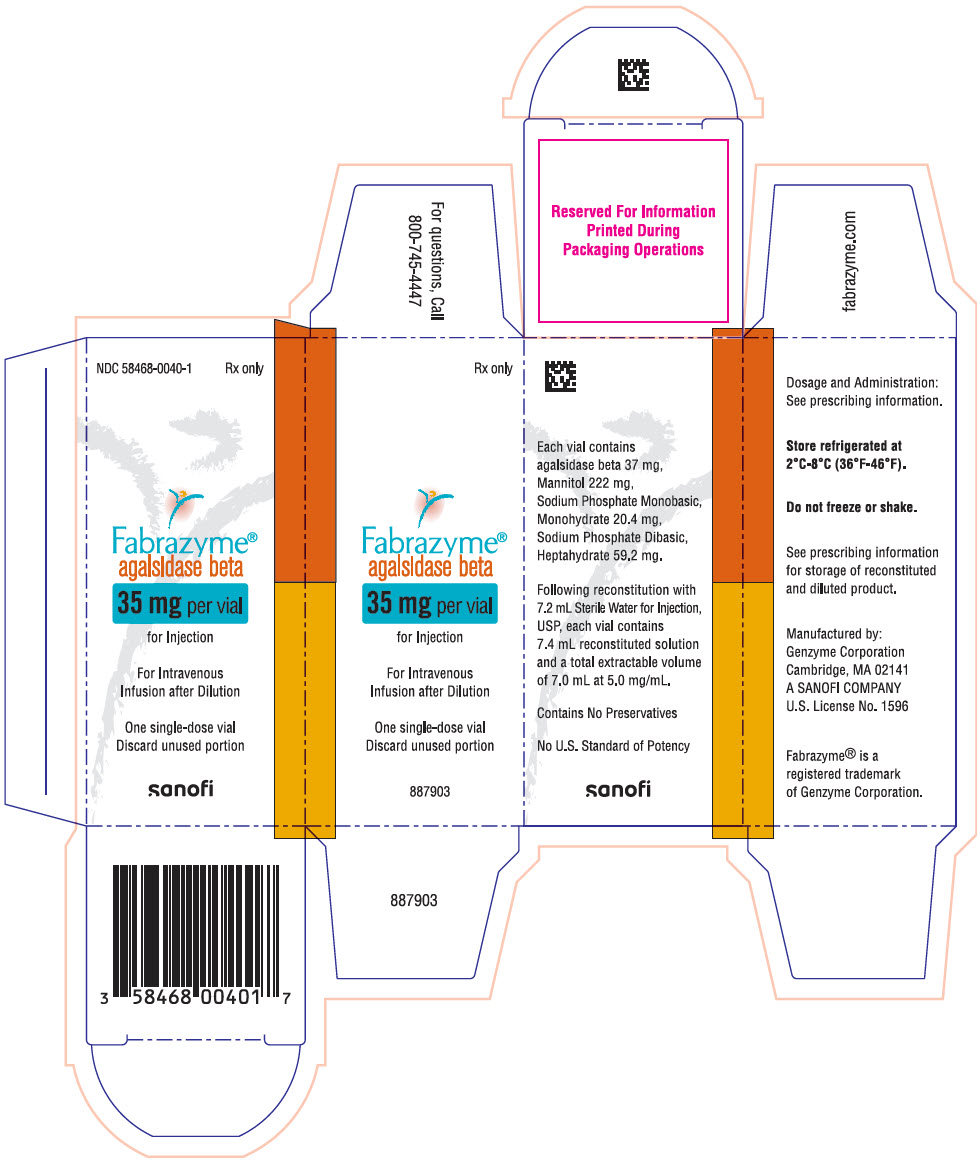 Reserved For Information
Printed During
Packaging Operations
For questions, Call
800-745-4447
fabrazyme.com
NDC 58468-0040-1 Rx only
Fabrazyme®
agalsidase beta
35 mg per vial
for Injection
For Intravenous
Infusion after Dilution
One single-dose vial
Discard unused portion
sanofi
Rx only
Fabrazyme®
agalsidase beta
35 mg per vial
for Injection
For Intravenous
Infusion after Dilution
One single-dose vial
Discard unused portion
887903
Each vial contains
agalsidase beta 37 mg,
Mannitol 222 mg,
Sodium Phosphate Monobasic,
Monohydrate 20.4 mg,
Sodium Phosphate Dibasic,
Heptahydrate 59.2 mg.
Following reconstitution with
7.2 mL Sterile Water for Injection,
USP, each vial contains
7.4 mL reconstituted solution
and a total extractable volume
of 7.0 mL at 5.0 mg/mL.
Contains No Preservatives
No U.S. Standard of Potency
sanofi
Dosage and Administration:
See prescribing information.
Store refrigerated at
2°C-8°C (36°F-46°F).
Do not freeze or shake.
See prescribing information
for storage of reconstituted
and diluted product.
Manufactured by:
Genzyme Corporation
Cambridge, MA 02141
A SANOFI COMPANY
U.S. License No. 1596
Fabrazyme® is a
registered trademark
of Genzyme Corporation.
3 58468 00401 7
887903